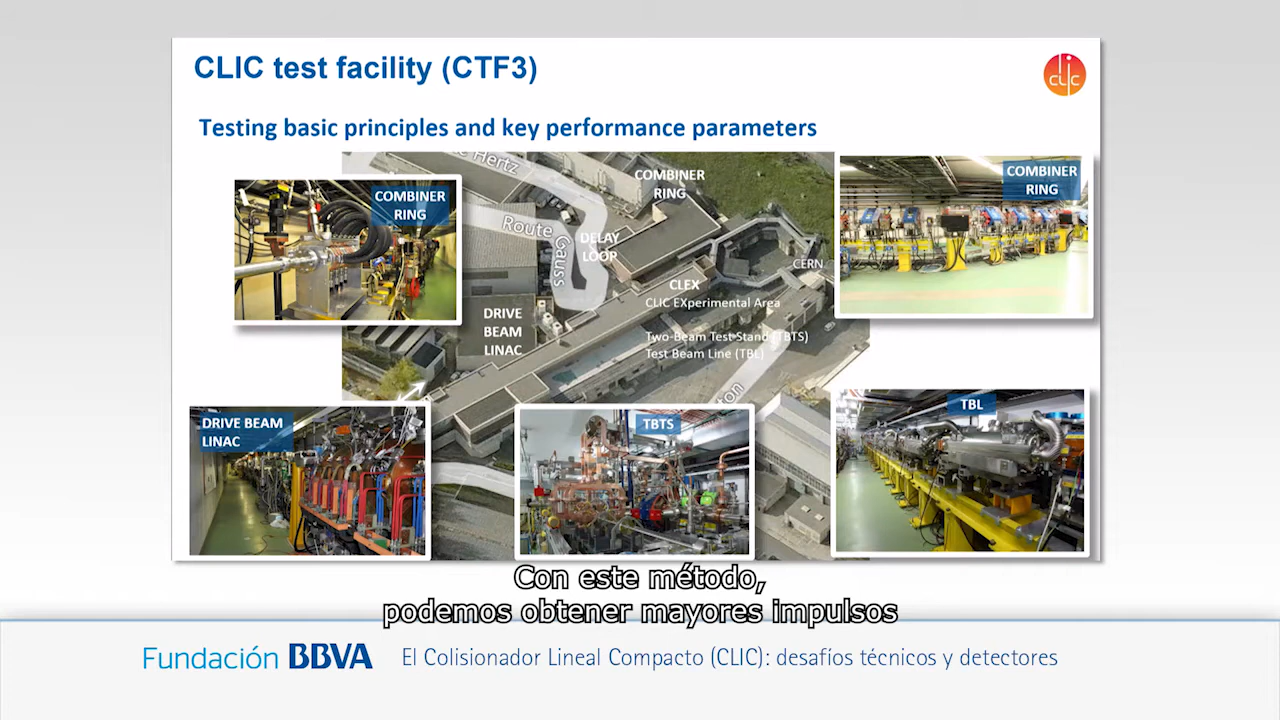 CLIC test facility (CTF3)
clic
Testing basic principles and key performance parameters
Hertz
COMBINER
RING
COMBINER
RING
COMBINER
RING
Route Gauss
DELAY
LOOP
CERN
CLEX
CLIC EXperimental Area
DRIVE
BEAM
LINAC
Two-Beam Test Stand (TBTS)
Test Beam Line (TBL)
DRIVE BEAM
LINAC
TBTS
TBL
Con este método,
podemos obtener mayores impulsos
Fundación BBVA
El Colisionador Lineal Compacto (CLIC): desafíos técnicos y detectores